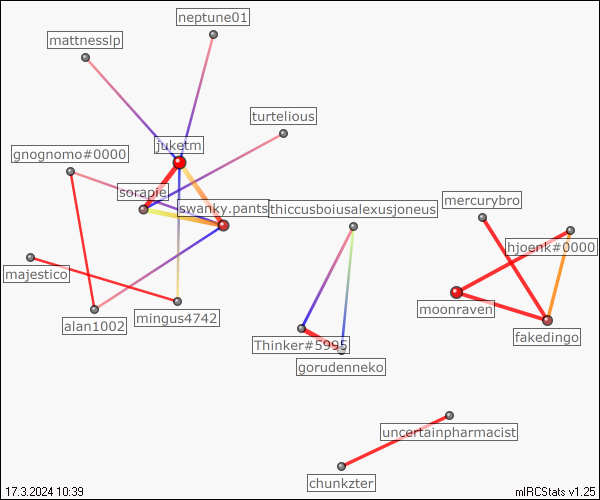 neptune01
mattnesslp
turtelious
juketm
gnognomo#0000
sorapie
mercurybro
swanky.pants
thiccusboiusalexusjoneus
hjoenk#0000
majestico
moonraven
mingus4742
alan1002
fakedingo
Thinker#5995
gorudenneko
uncertainpharmacist
chunkzter
17.3.2024 10:39
mIRCStats v1.25